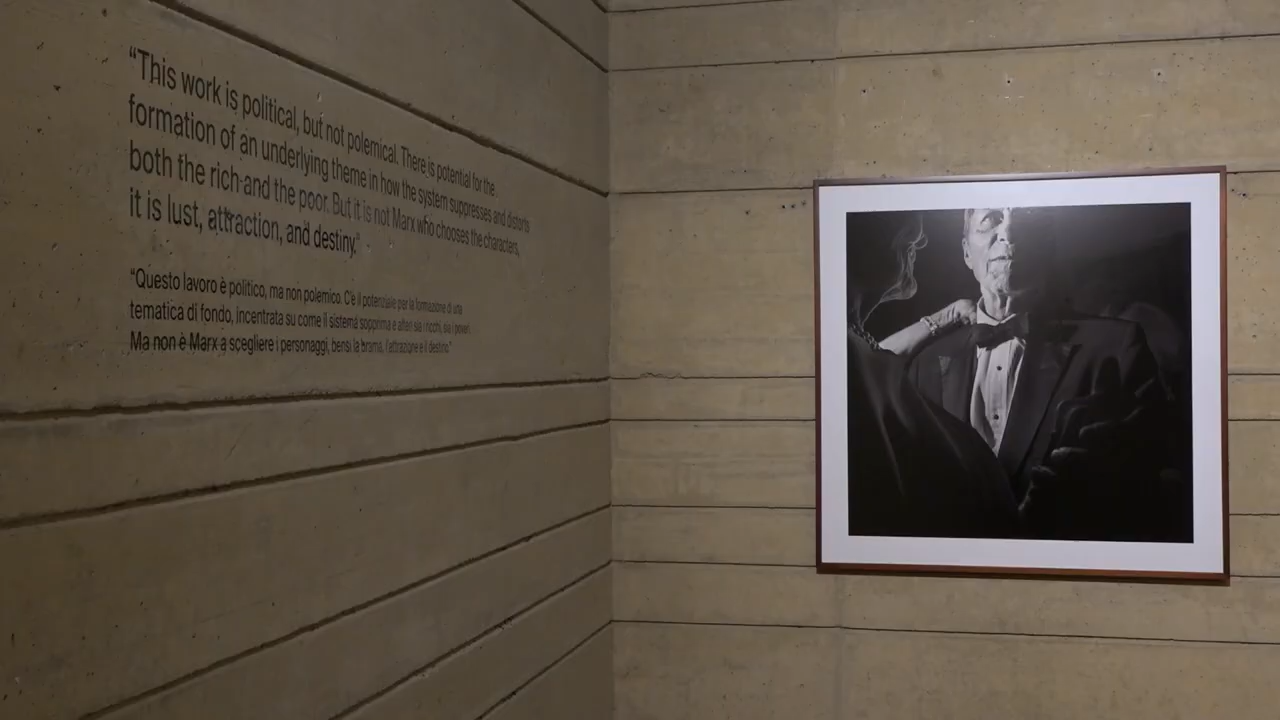 “This work is political, but not polemical. There is potential for the
formation of an underlying theme in how the system suppresses and distorts
both the rich and the poor. But it is not Marx who chooses the characters,
it is lust, attraction, and destiny.”
“Questo lavoro è politico, ma non polemico. C'è il potenziale per la formazione di una
tematica di fondo, incentrata su come il sistema sopprima e alteri sia i ricchi, sia i poveri.
Ma non è Marx a scegliere i personaggi, bensì la brama, l'attrazione e il destino.”